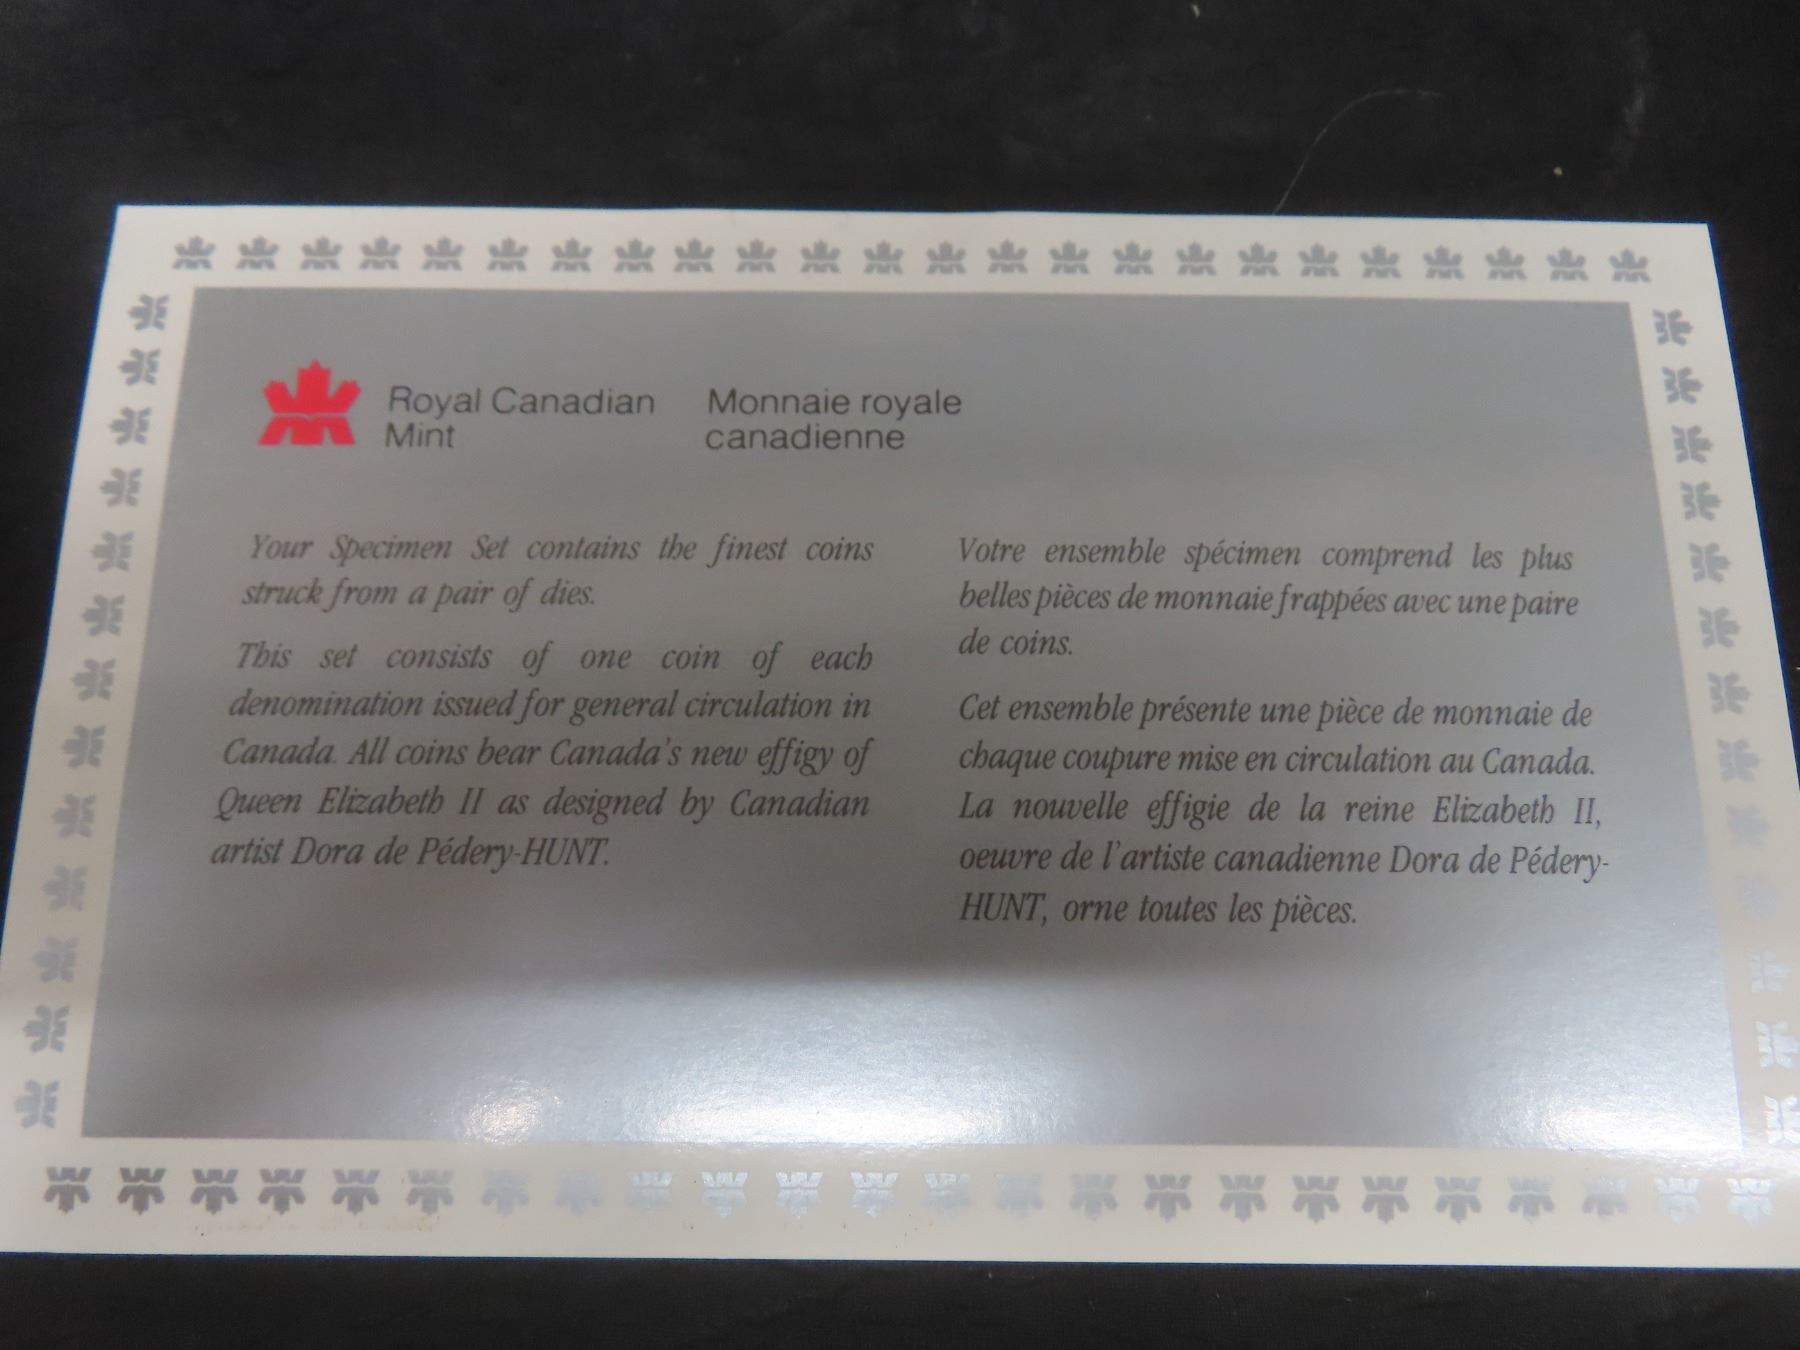 Royal Canadian
Mint
Monnaie royale
canadienne
Your Specimen Set contains the finest coins
struck from a pair of dies.
This set consists of one coin of each
denomination issued for general circulation in
Canada. All coins bear Canada's new effigy of
Queen Elizabeth II as designed by Canadian
artist Dora de Pédery-HUNT.
Votre ensemble spécimen comprend les plus
belles pièces de monnaie frappées avec une paire
de coins.
Cet ensemble présente une pièce de monnaie de
chaque coupure mise en circulation au Canada.
La nouvelle effigie de la reine Elizabeth II,
oeuvre de l'artiste canadienne Dora de Pédery-
HUNT, orne toutes les pièces.